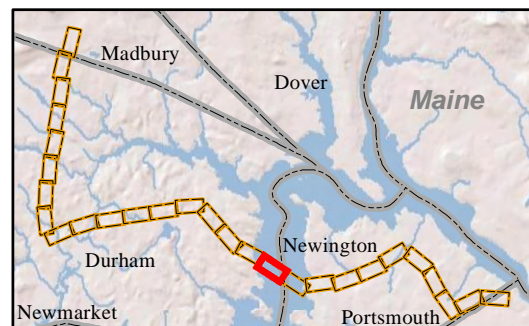 Madbury
Dover
Maine
Newington
Durham
Newmarket
Portsmouth